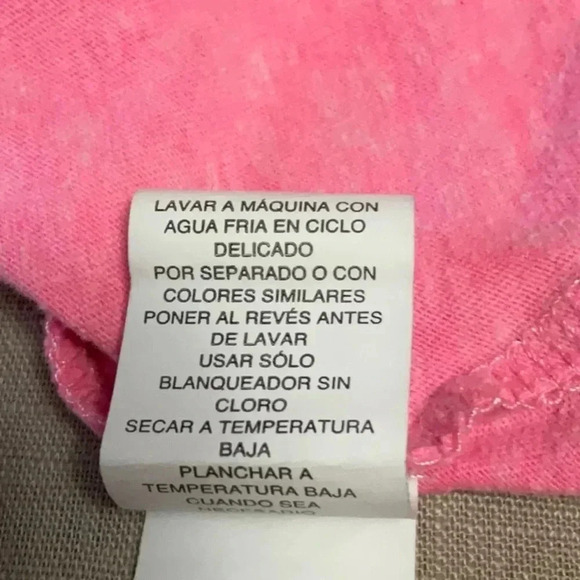 LAVAR A MÁQUINA CON
AGUA FRIA EN CICLO
DELICADO
POR SEPARADO O CON
COLORES SIMILARES
PONER AL REVÉS ANTES
DE LAVAR
USAR SÓLO
BLANQUEADOR SIN
CLORO
SECAR A TEMPERATURA
BAJA
PLANCHAR A
TEMPERATURA BAJA
CUANDO SEA
NECESARIO